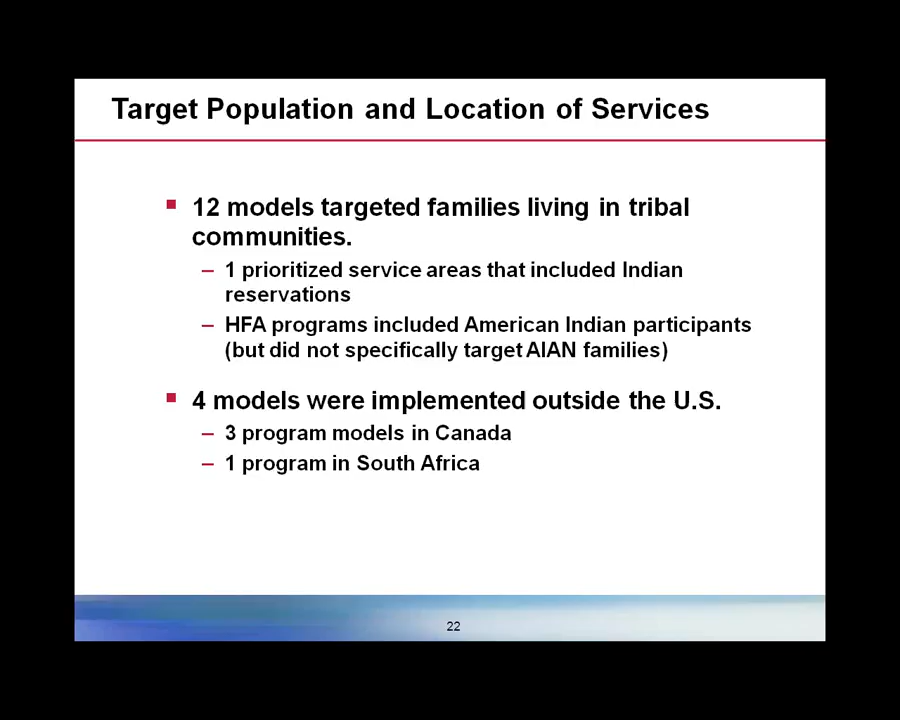 Target Population and Location of Services
12 models targeted families living in tribal
communities.
– 1 prioritized service areas that included Indian
reservations
– HFA programs included American Indian participants
(but did not specifically target AIAN families)
4 models were implemented outside the U.S.
– 3 program models in Canada
– 1 program in South Africa
22